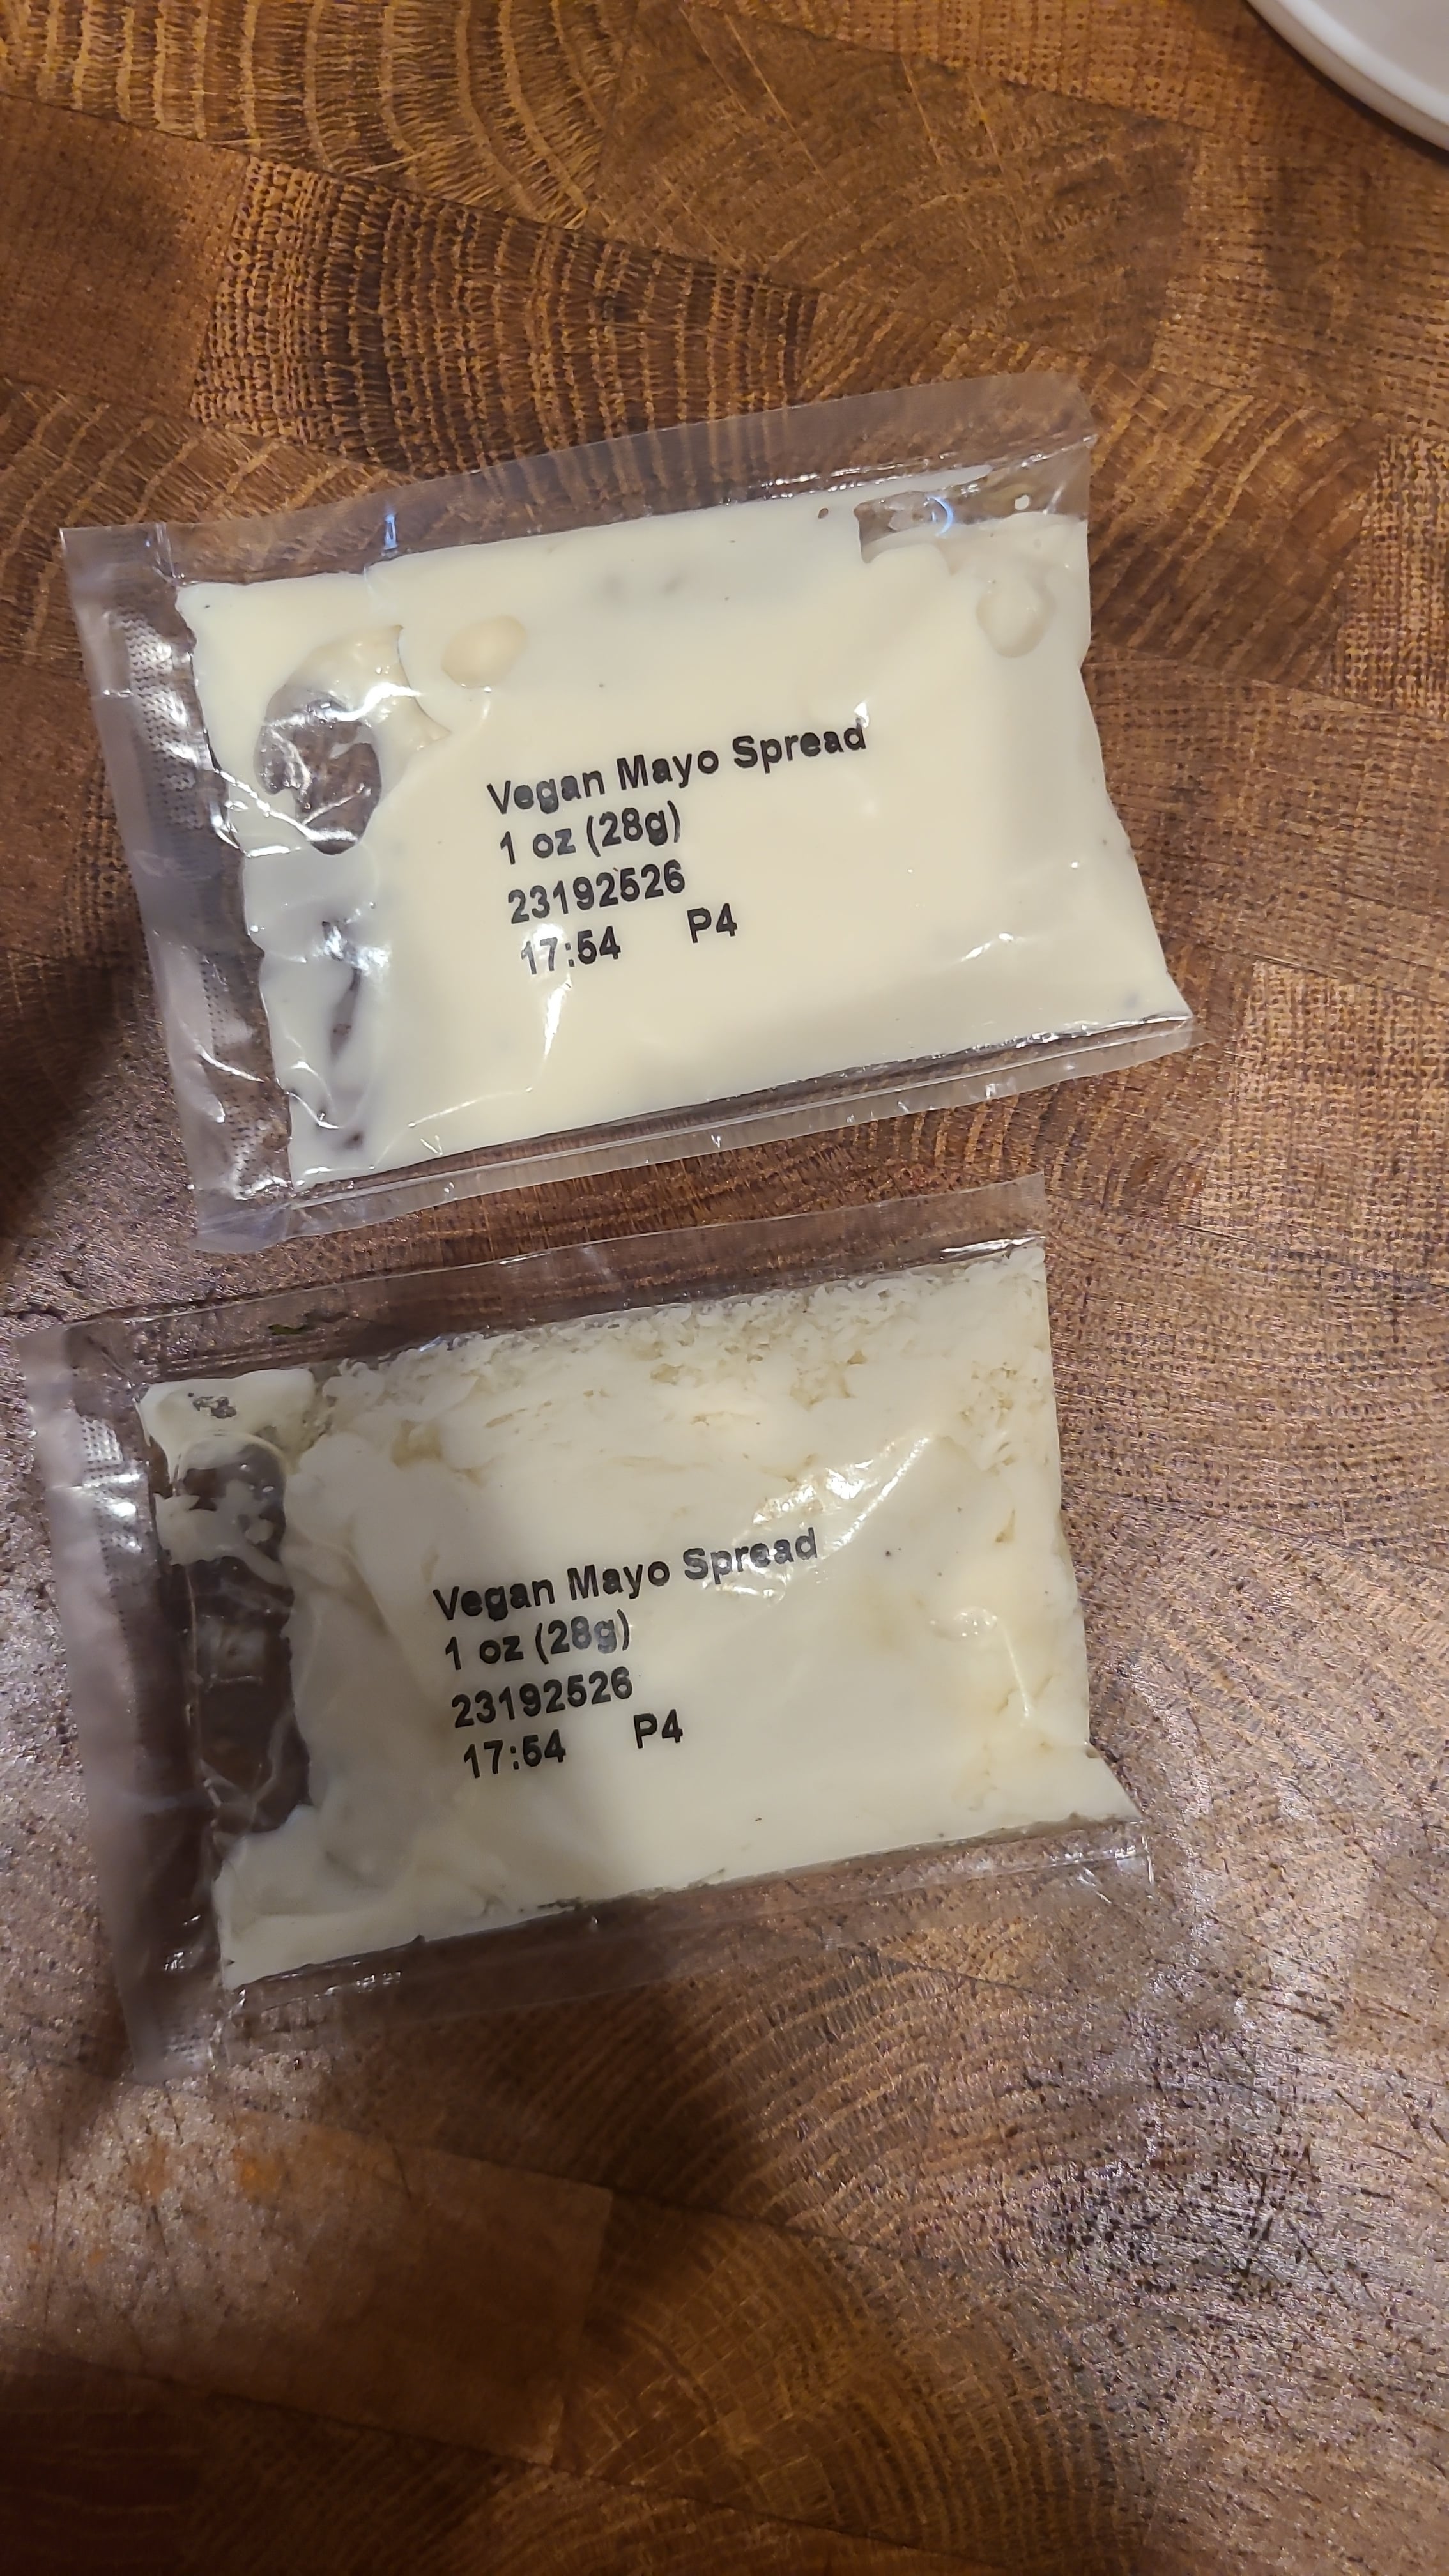 Vegan Mayo Spread
1 oz (28g)
23192526
17:54 P4
Vegan Mayo Spread
1 oz (28g)
23192526
17:54 P4